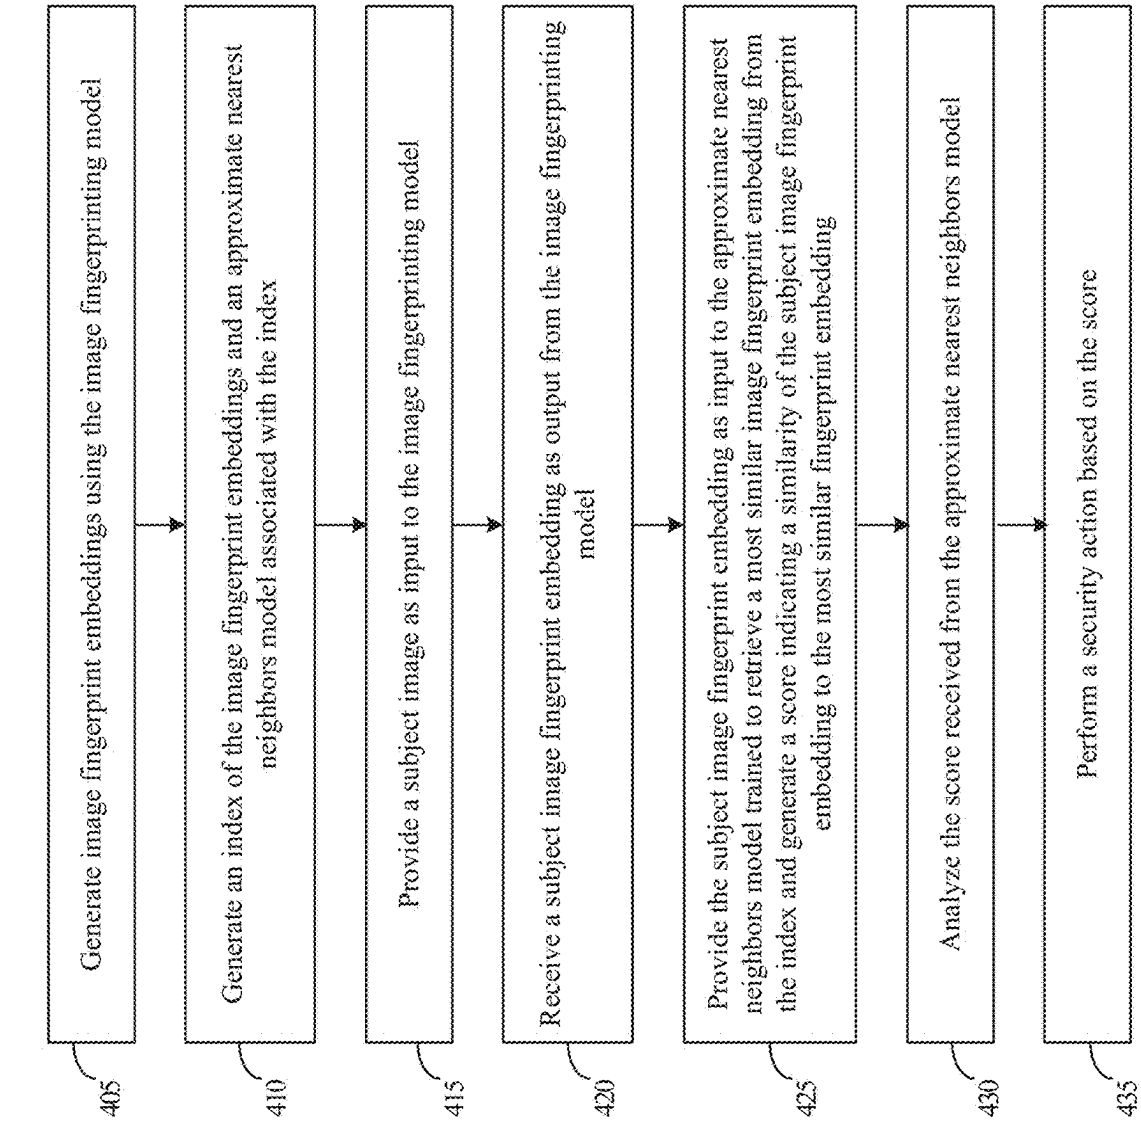 Generate image fingerprint embeddings using the image fingerprinting model
405
Generate an index of the image fingerprint embeddings and an approximate nearest
neighbors model associated with the index
410
Provide a subject image as input to the image fingerprinting model
415
Receive a subject image fingerprint embedding as output from the image fingerprinting
model
420
Provide the subject image fingerprint embedding as input to the approximate nearest
neighbors model trained to retrieve a most similar image fingerprint embedding from
the index and generate a score indicating a similarity of the subject image fingerprint
embedding to the most similar fingerprint embedding
425
Analyze the score received from the approximate nearest neighbors model
430
Perform a security action based on the score
435